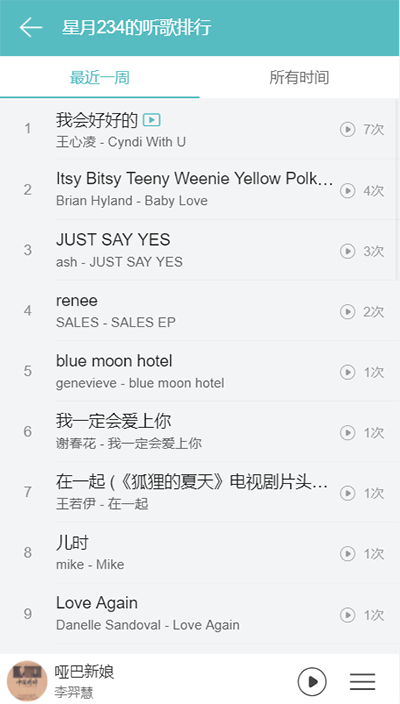 星月234的听歌排行
最近一周
所有时间
1
我会好好的
王心凌 - Cyndi With U
7次
2
Itsy Bitsy Teeny Weenie Yellow Polk…
Brian Hyland - Baby Love
4次
3
JUST SAY YES
ash - JUST SAY YES
3次
4
renee
SALES - SALES EP
2次
5
blue moon hotel
genevieve - blue moon hotel
1次
6
我一定会爱上你
谢春花 - 我一定会爱上你
1次
7
在一起 (《狐狸的夏天》电视剧片头…
王若伊 - 在一起
1次
8
儿时
mike - Mike
1次
9
Love Again
Danelle Sandoval - Love Again
1次
哑巴新娘
李羿慧